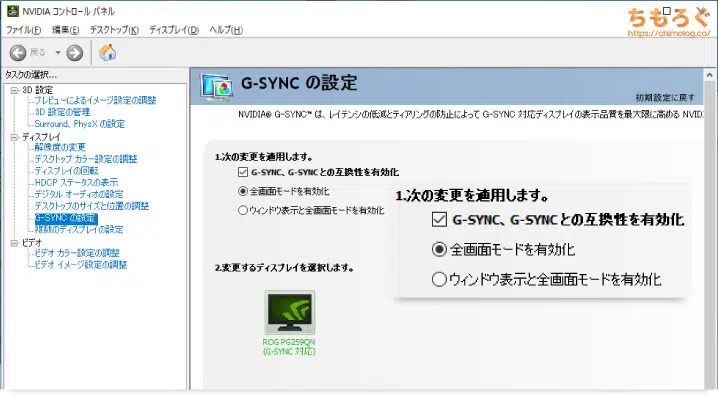 NVIDIA コントロール パネル
ちもろぐ
https://chimolog.co/
ファイル(F) 編集(E) デスクトップ(K) ディスプレイ(D) ヘルプ(H)
戻る
タスクの選択...
3D 設定
プレビューによるイメージ設定の調整
3D 設定の管理
Surround, PhysX の設定
ディスプレイ
解像度の変更
デスクトップ カラー設定の調整
ディスプレイの回転
HDCP ステータスの表示
デジタル オーディオの設定
デスクトップのサイズと位置の調整
G-SYNC の設定
複数のディスプレイの設定
ビデオ
ビデオ カラー設定の調整
ビデオ イメージ設定の調整
G-SYNC の設定
初期設定に戻す
NVIDIA® G-SYNC™ は、レイテンシの低減とティアリングの防止によって G-SYNC 対応ディスプレイの表示品質を最大限に高める NVID
1.次の変更を適用します。
G-SYNC、G-SYNCとの互換性を有効化
全画面モードを有効化
ウィンドウ表示と全画面モードを有効化
1.次の変更を適用します。
G-SYNC、G-SYNCとの互換性を有効化
全画面モードを有効化
ウィンドウ表示と全画面モードを有効化
2.変更するディスプレイを選択します。
ROG PG259QN
(G-SYNC 対応)